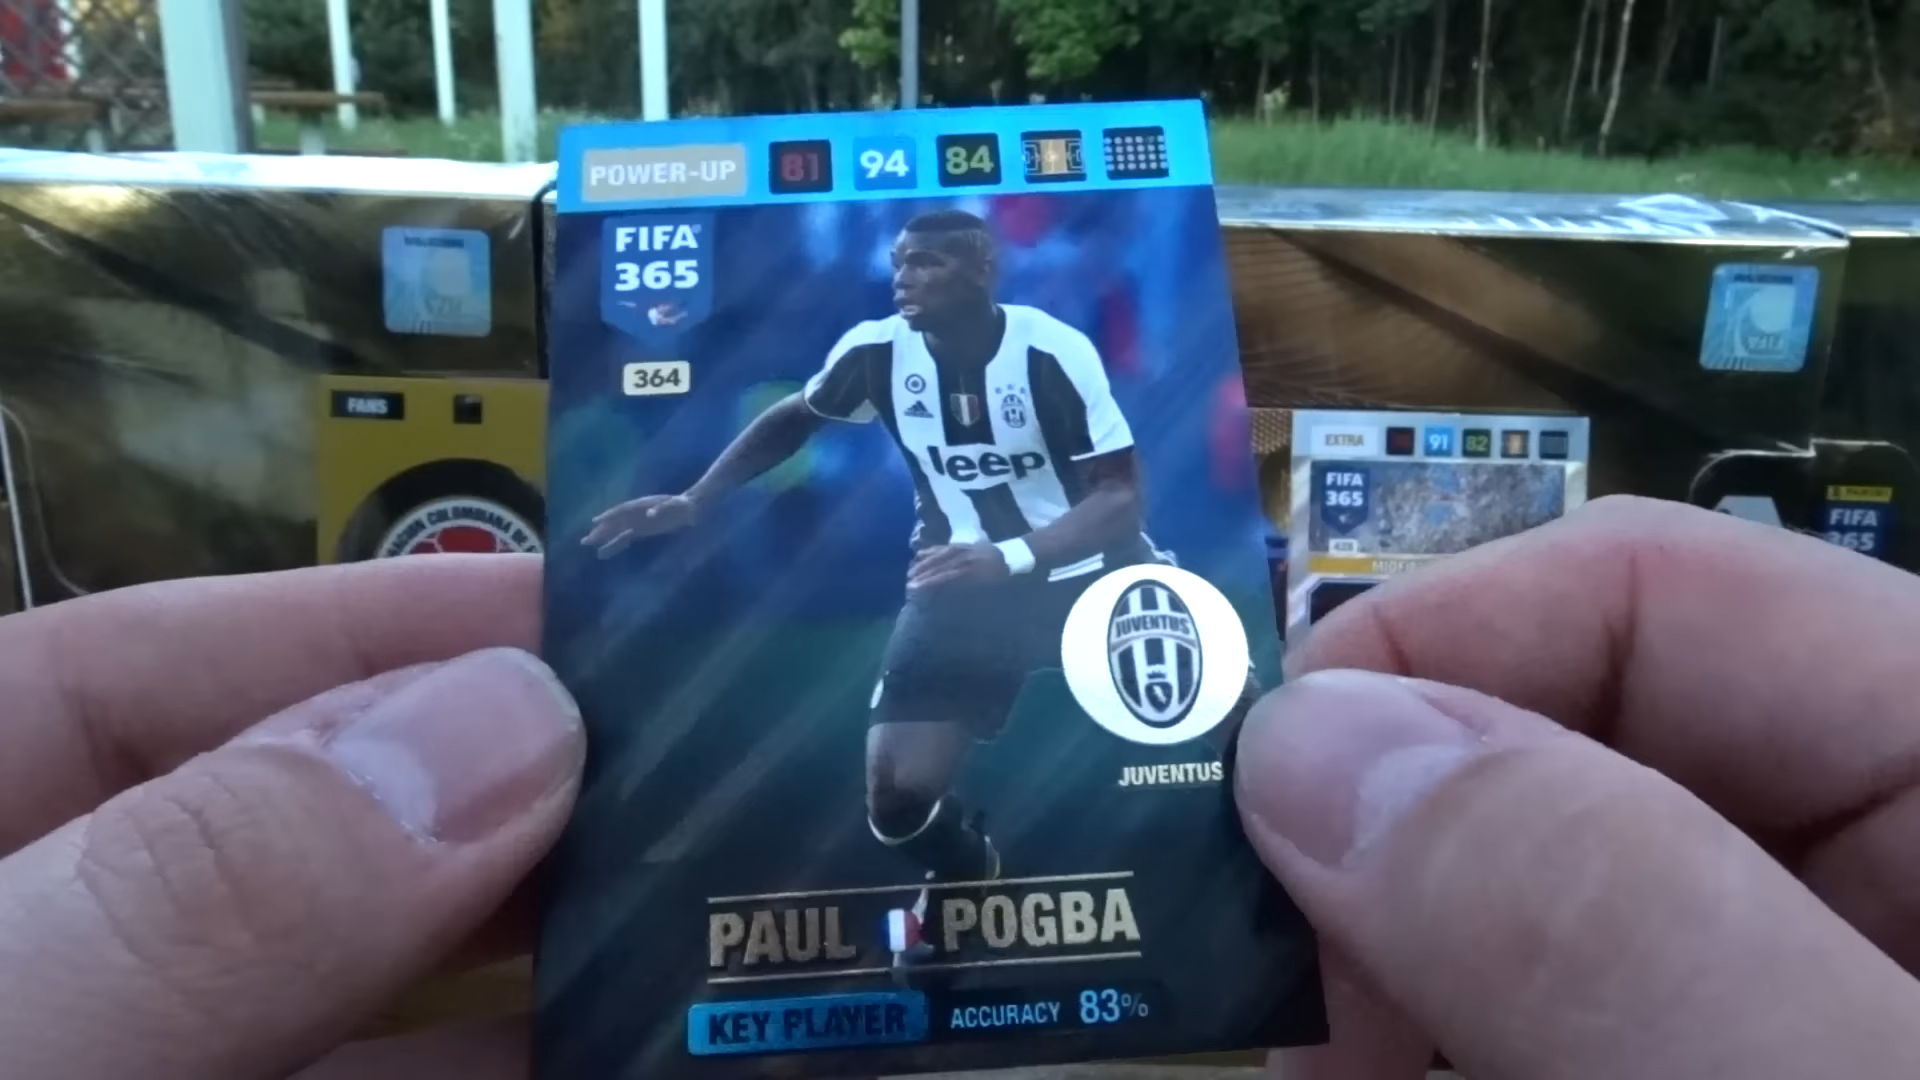 POWER-UP 81 94 84
FIFA
365
364
Jeep
JUVENTUS
JUVENTUS
PAUL POGBA
KEY PLAYER ACCURACY 83%
FANS
EXTRA 91 82
FIFA
365
PANINI
FIFA
365